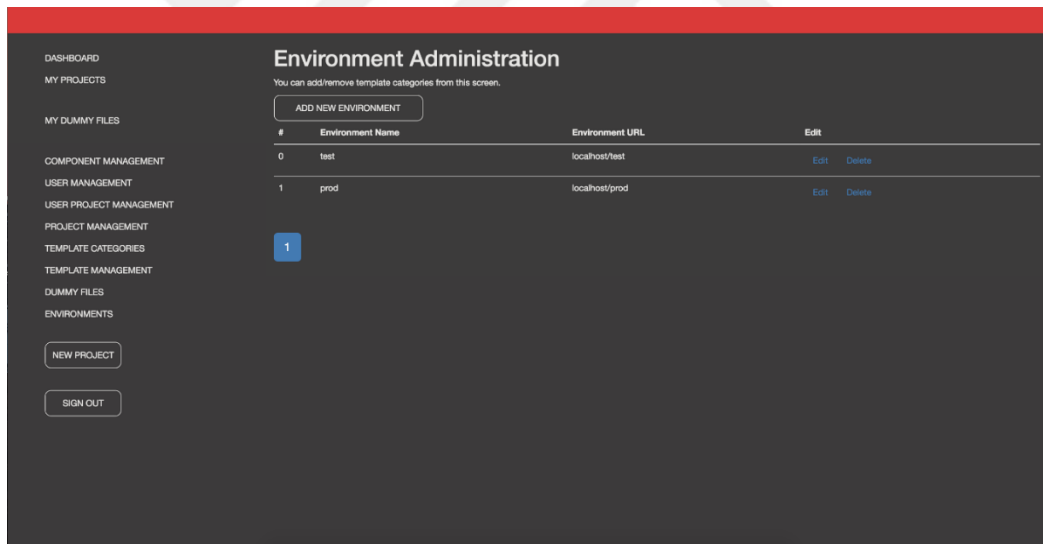 DASHBOARD
MY PROJECTS
MY DUMMY FILES
COMPONENT MANAGEMENT
USER MANAGEMENT
USER PROJECT MANAGEMENT
PROJECT MANAGEMENT
TEMPLATE CATEGORIES
TEMPLATE MANAGEMENT
DUMMY FILES
ENVIRONMENTS
NEW PROJECT
SIGN OUT
Environment Administration
You can add/remove template categories from this screen.
ADD NEW ENVIRONMENT
# Environment Name Environment URL Edit
0 test localhost/test Edit Delete
1 prod localhost/prod Edit Delete
1